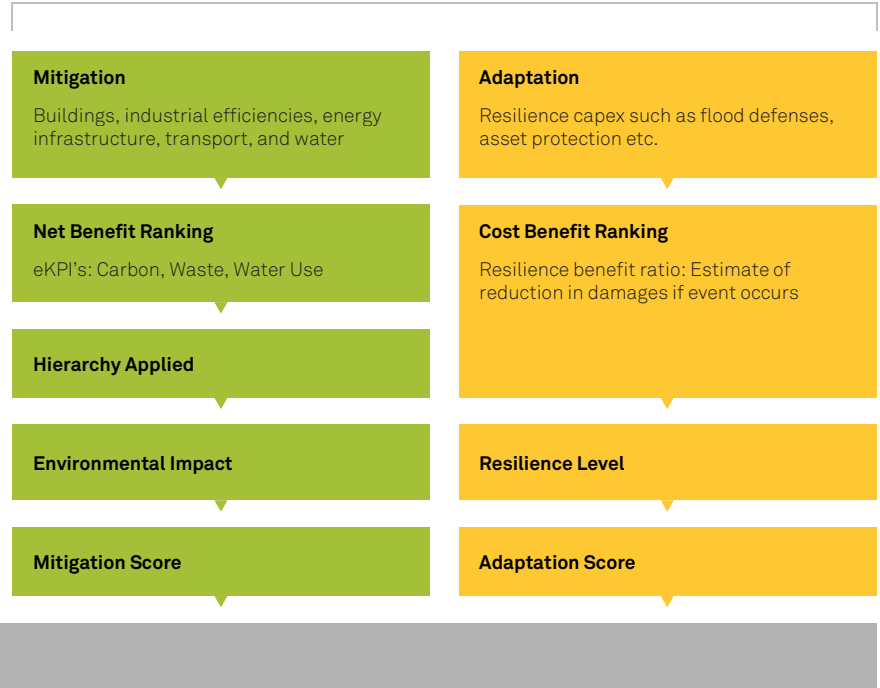 Mitigation
Buildings, industrial efficiencies, energy
infrastructure, transport, and water
Net Benefit Ranking
eKPI's: Carbon, Waste, Water Use
Hierarchy Applied
Environmental Impact
Mitigation Score
Adaptation
Resilience capex such as flood defenses,
asset protection etc.
Cost Benefit Ranking
Resilience benefit ratio: Estimate of
reduction in damages if event occurs
Resilience Level
Adaptation Score